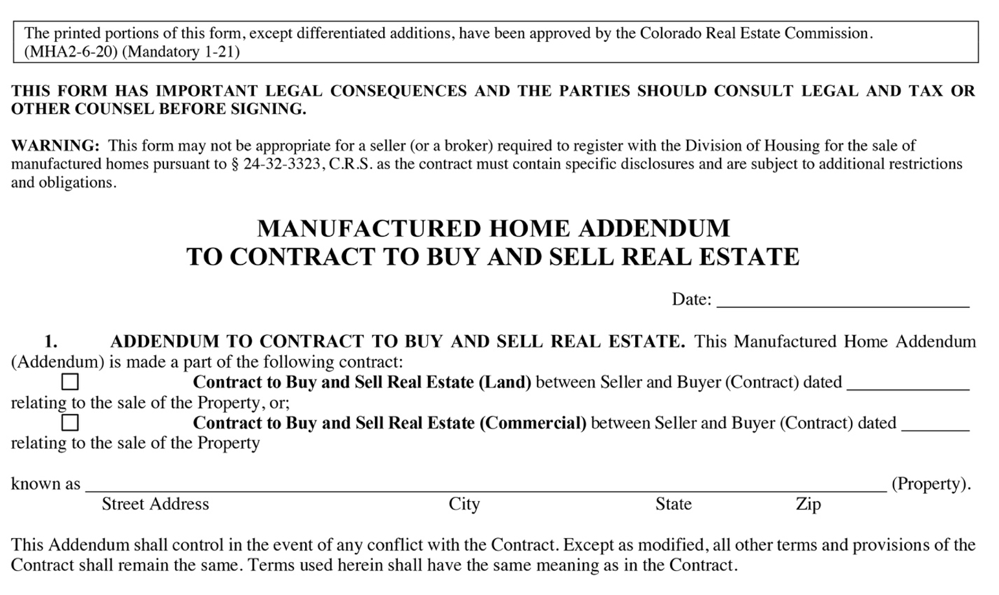 The printed portions of this form, except differentiated additions, have been approved by the Colorado Real Estate Commission.
(MHA2-6-20) (Mandatory 1-21)
THIS FORM HAS IMPORTANT LEGAL CONSEQUENCES AND THE PARTIES SHOULD CONSULT LEGAL AND TAX OR
OTHER COUNSEL BEFORE SIGNING.
WARNING: This form may not be appropriate for a seller (or a broker) required to register with the Division of Housing for the sale of
manufactured homes pursuant to § 24-32-3323, C.R.S. as the contract must contain specific disclosures and are subject to additional restrictions
and obligations.
MANUFACTURED HOME ADDENDUM
TO CONTRACT TO BUY AND SELL REAL ESTATE
Date: ____________________________
1. ADDENDUM TO CONTRACT TO BUY AND SELL REAL ESTATE. This Manufactured Home Addendum
(Addendum) is made a part of the following contract:
☐ Contract to Buy and Sell Real Estate (Land) between Seller and Buyer (Contract) dated ______________
relating to the sale of the Property, or;
☐ Contract to Buy and Sell Real Estate (Commercial) between Seller and Buyer (Contract) dated ________
relating to the sale of the Property
known as ____________________________________________________________ (Property).
Street Address City State Zip
This Addendum shall control in the event of any conflict with the Contract. Except as modified, all other terms and provisions of the
Contract shall remain the same. Terms used herein shall have the same meaning as in the Contract.